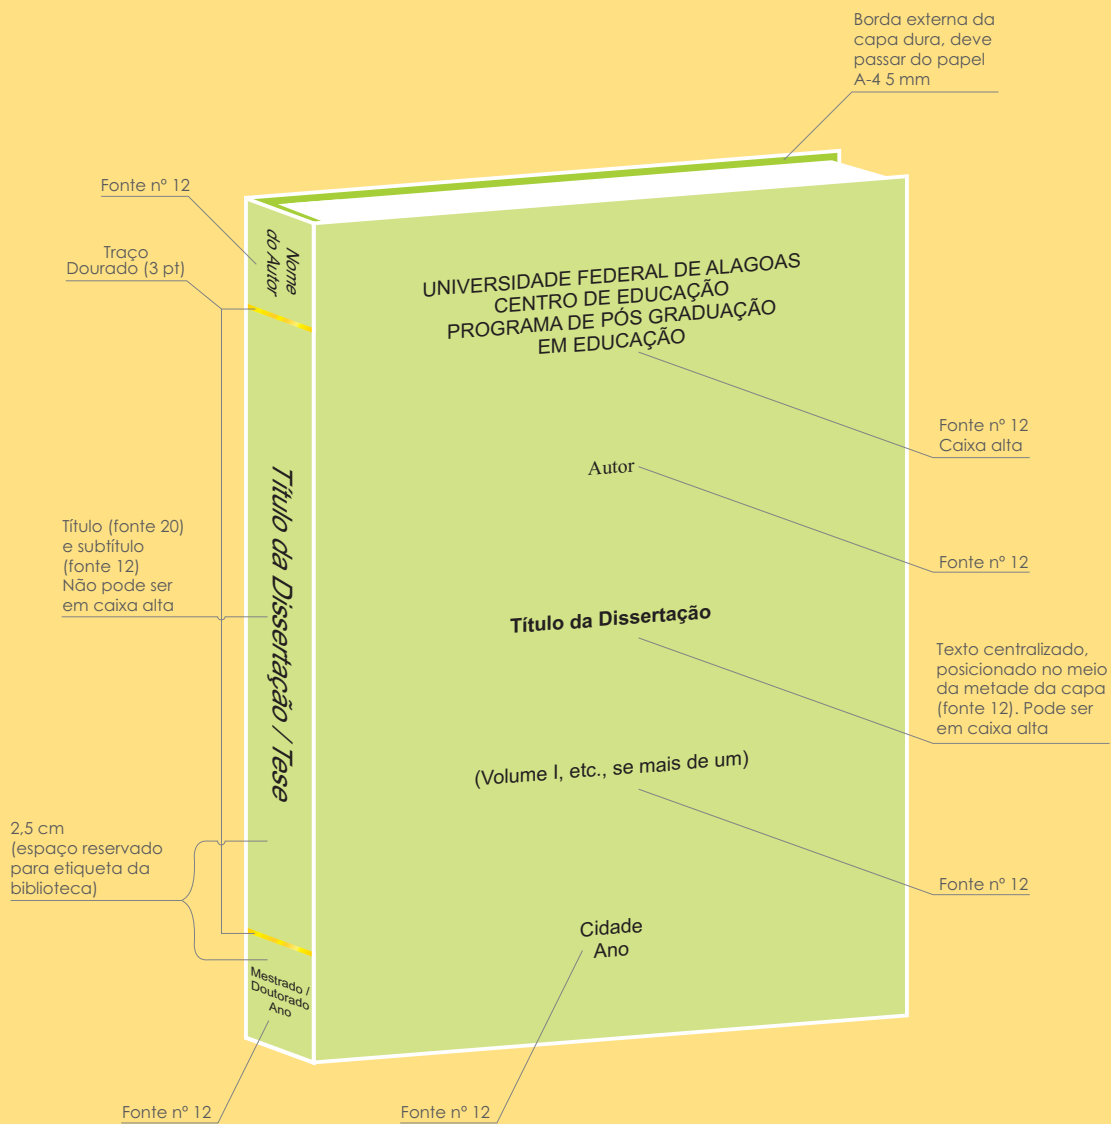 Borda externa da
capa dura, deve
passar do papel
A-4 5 mm
Fonte nº 12
Traço
Dourado (3 pt)
Nome
do Autor
UNIVERSIDADE FEDERAL DE ALAGOAS
CENTRO DE EDUCAÇÃO
PROGRAMA DE PÓS GRADUAÇÃO
EM EDUCAÇÃO
Fonte nº 12
Caixa alta
Autor
Fonte nº 12
Título (fonte 20)
e subtítulo
(fonte 12)
Não pode ser
em caixa alta
Título da Dissertação / Tese
Título da Dissertação
Texto centralizado,
posicionado no meio
da metade da capa
(fonte 12). Pode ser
em caixa alta
(Volume I, etc., se mais de um)
Fonte nº 12
2,5 cm
(espaço reservado
para etiqueta da
biblioteca)
Cidade
Ano
Mestrado /
Doutorado
Ano
Fonte nº 12
Fonte nº 12